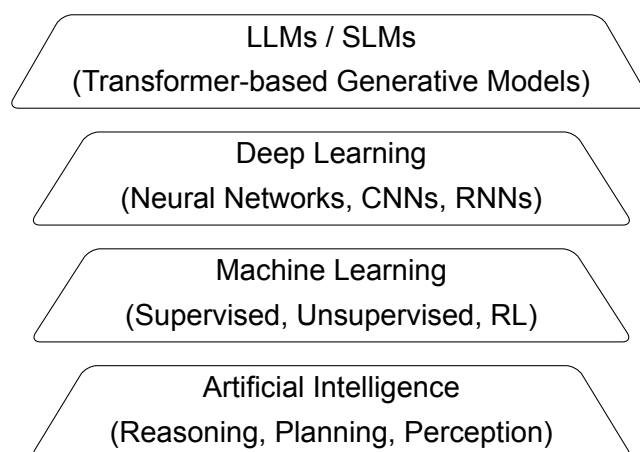 LLMs / SLMs
(Transformer-based Generative Models)
Deep Learning
(Neural Networks, CNNs, RNNs)
Machine Learning
(Supervised, Unsupervised, RL)
Artificial Intelligence
(Reasoning, Planning, Perception)